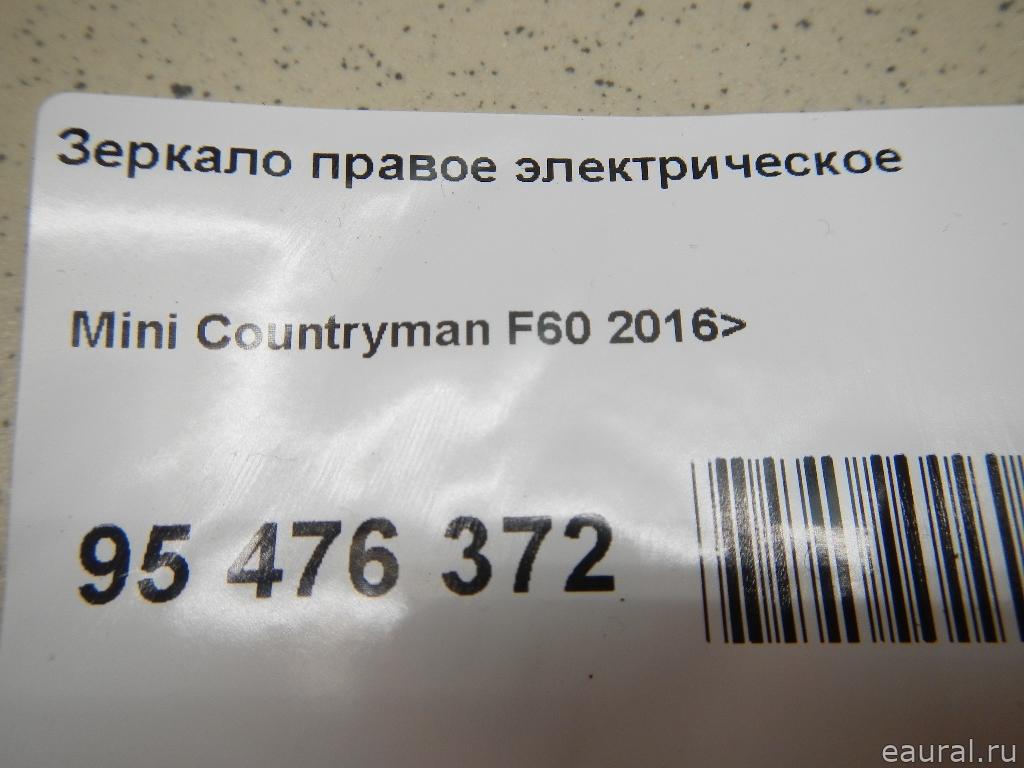 Зеркало правое электрическое
Mini Countryman F60 2016>
95 476 372
eaural.ru